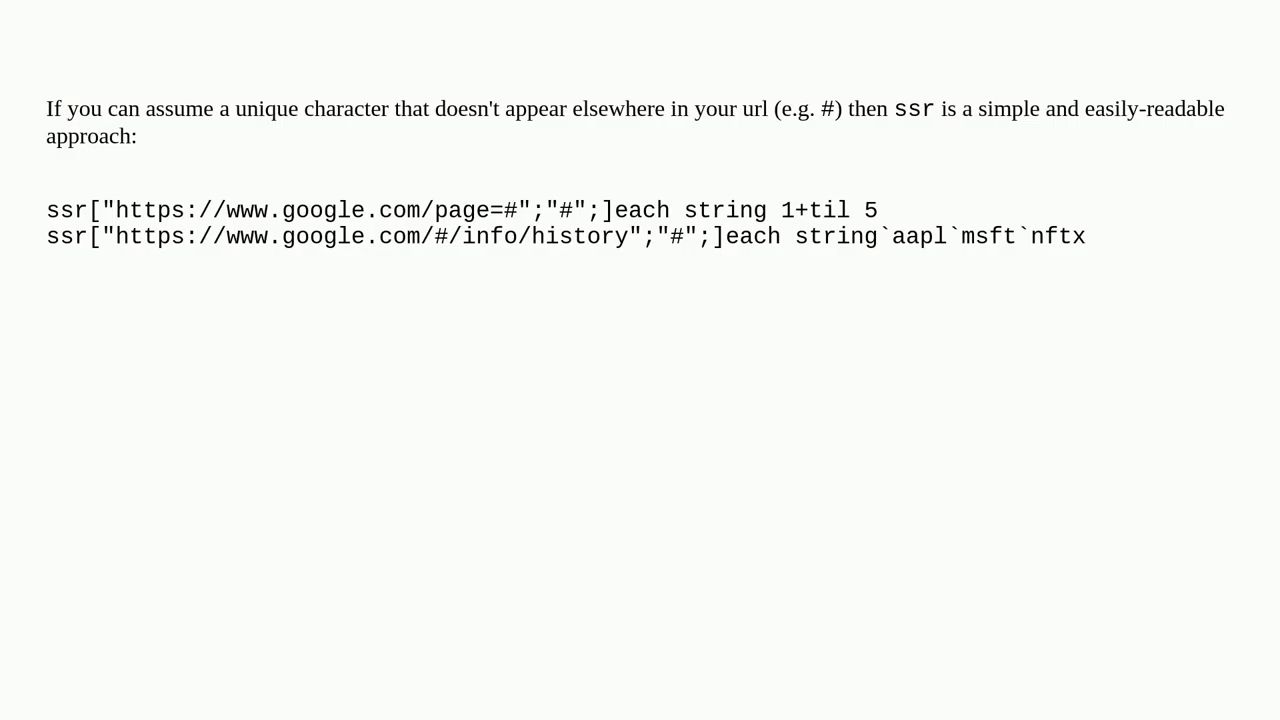 If you can assume a unique character that doesn't appear elsewhere in your url (e.g. #) then ssr is a simple and easily-readable
approach:
ssr["https://www.google.com/page=#";"#";]each string 1+til 5
ssr["https://www.google.com/#/info/history";"#";]each string`aapl`msft`nftx